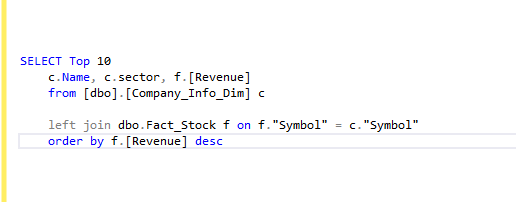 SELECT Top 10
c.Name, c.sector, f.[Revenue]
from [dbo].[Company_Info_Dim] c
left join dbo.Fact_Stock f on f."Symbol" = c."Symbol"
order by f.[Revenue] desc